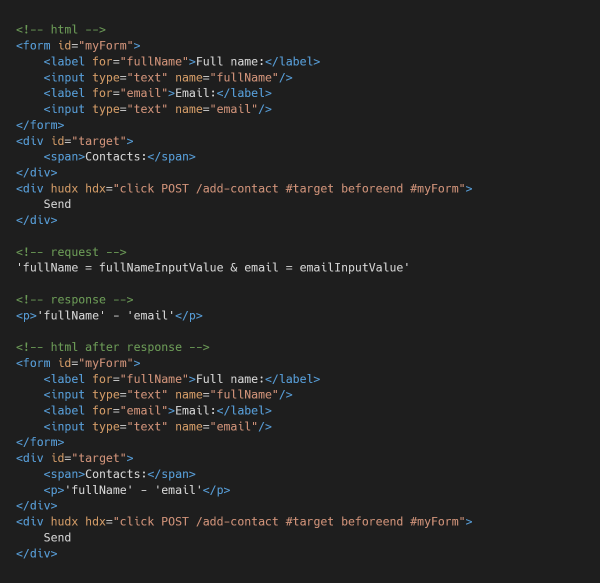 <!-- html -->
<form id="myForm">
    <label for="fullName">Full name:</label>
    <input type="text" name="fullName"/>
    <label for="email">Email:</label>
    <input type="text" name="email"/>
</form>
<div id="target">
    <span>Contacts:</span>
</div>
<div hudx hdx="click POST /add-contact #target beforeend #myForm">
    Send
</div>

<!-- request -->
'fullName = fullNameInputValue & email = emailInputValue'

<!-- response -->
<p>'fullName' - 'email'</p>

<!-- html after response -->
<form id="myForm">
    <label for="fullName">Full name:</label>
    <input type="text" name="fullName"/>
    <label for="email">Email:</label>
    <input type="text" name="email"/>
</form>
<div id="target">
    <span>Contacts:</span>
    <p>'fullName' - 'email'</p>
</div>
<div hudx hdx="click POST /add-contact #target beforeend #myForm">
    Send
</div>